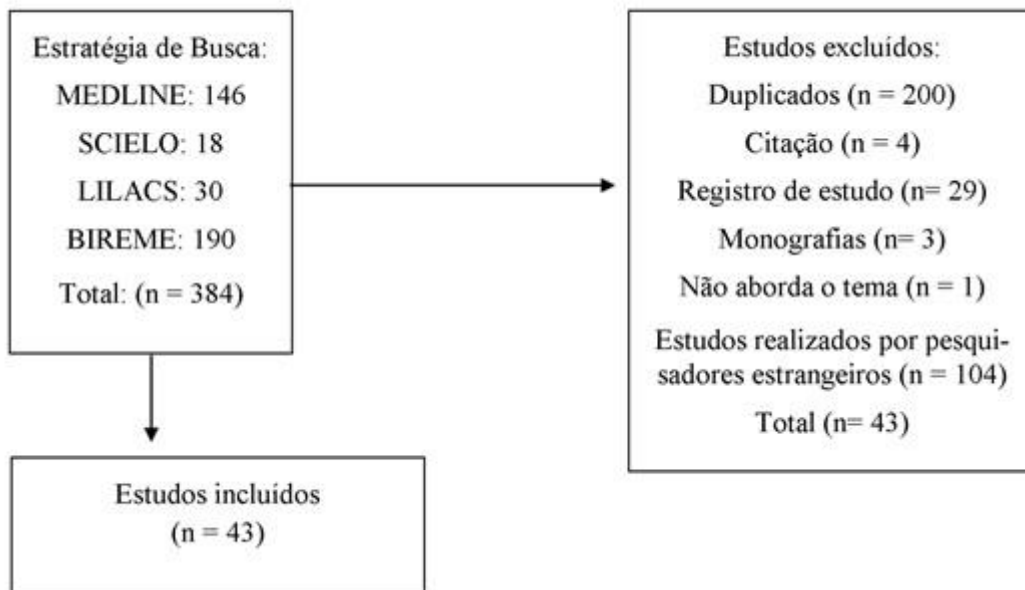 Estratégia de Busca:
MEDLINE: 146
SCIELO: 18
LILACS: 30
BIREME: 190
Total: (n = 384)
Estudos excluídos:
Duplicados (n = 200)
Citação (n = 4)
Registro de estudo (n= 29)
Monografias (n= 3)
Não aborda o tema (n = 1)
Estudos realizados por pesqui-
sadores estrangeiros (n = 104)
Total (n= 43)
Estudos incluídos
(n = 43)